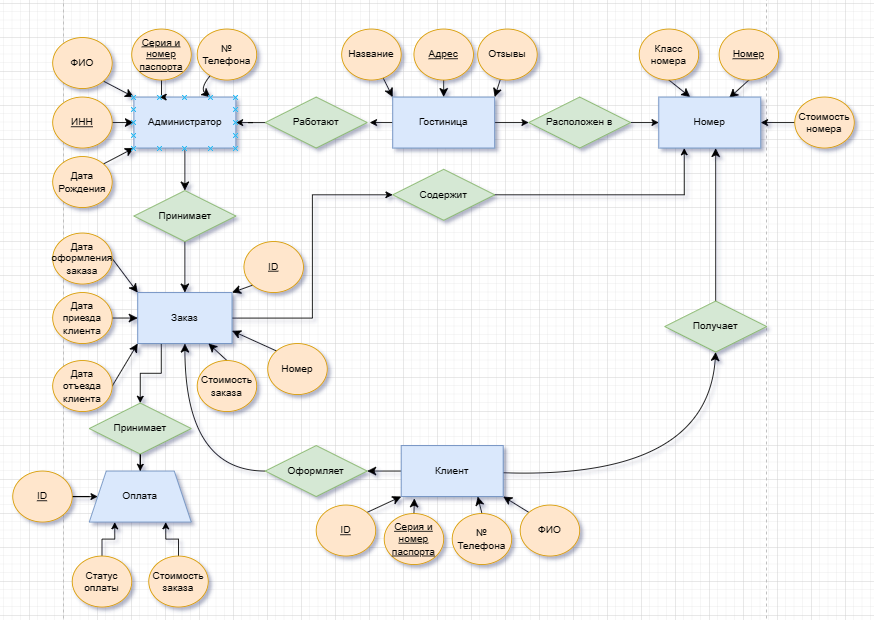 ФИО
Серия и
номер
паспорта
№
Телефона
Название
Адрес
Отзывы
Класс
номера
Номер
ИНН
Администратор
Работают
Гостиница
Расположен в
Номер
Стоимость
номера
Дата
Рождения
Принимает
Содержит
Дата
оформления
заказа
ID
Дата
приезда
клиента
Заказ
Получает
Номер
Дата
отъезда
клиента
Стоимость
заказа
Принимает
Оформляет
Клиент
ID
Оплата
ID
Серия и
номер
паспорта
№
Телефона
ФИО
Статус
оплаты
Стоимость
заказа